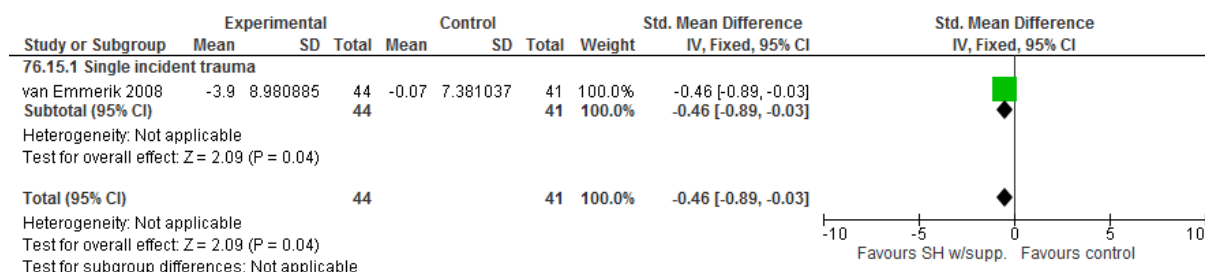 Experimental Control Std. Mean Difference Std. Mean Difference
Study or Subgroup Mean SD Total Mean SD Total Weight IV, Fixed, 95% CI IV, Fixed, 95% CI
76.15.1 Single incident trauma
van Emmerik 2008 -3.9 8.980885 44 -0.07 7.381037 41 100.0% -0.46 [-0.89, -0.03]
Subtotal (95% CI) 44 41 100.0% -0.46 [-0.89, -0.03]
Heterogeneity: Not applicable
Test for overall effect: Z = 2.09 (P = 0.04)
Total (95% CI) 44 41 100.0% -0.46 [-0.89, -0.03]
Heterogeneity: Not applicable
Test for overall effect: Z = 2.09 (P = 0.04)
Test for subgroup differences: Not applicable
-10 -5 0 5 10
Favours SH w/supp. Favours control